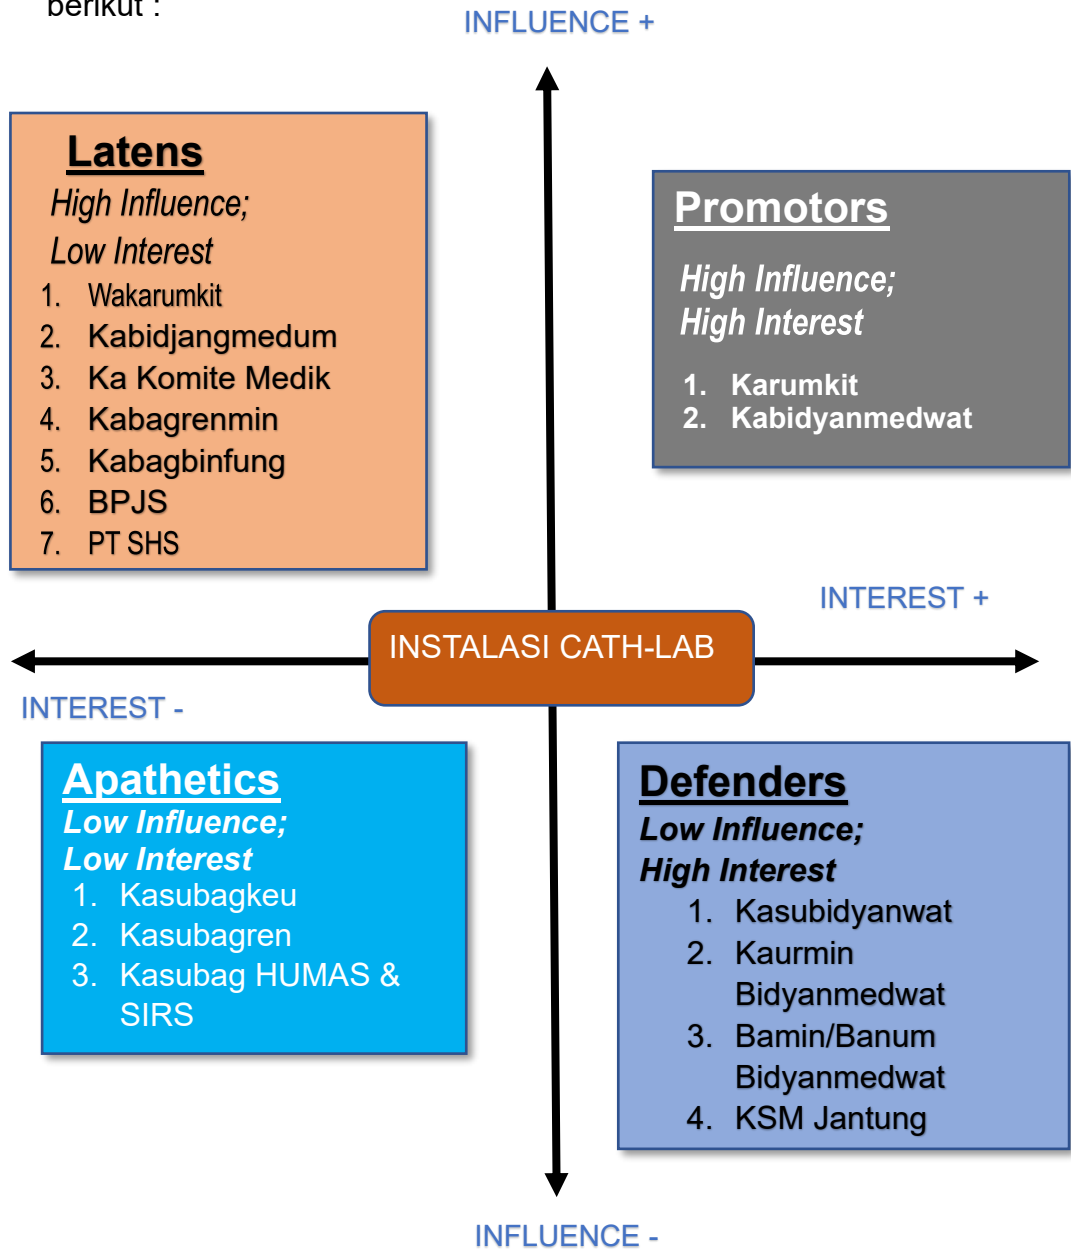 berikut :
INFLUENCE +
Latens
High Influence;
Low Interest
1. Wakarumkit
2. Kabidjangmedum
3. Ka Komite Medik
4. Kabagrenmin
5. Kabagbinfung
6. BPJS
7. PT SHS
Promotors
High Influence;
High Interest
1. Karumkit
2. Kabidyanmedwat
INTEREST +
INSTALASI CATH-LAB
INTEREST -
Apathetics
Low Influence;
Low Interest
1. Kasubagkeu
2. Kasubagren
3. Kasubag HUMAS &
SIRS
Defenders
Low Influence;
High Interest
1. Kasubidyanwat
2. Kaurmin
Bidyanmedwat
3. Bamin/Banum
Bidyanmedwat
4. KSM Jantung
INFLUENCE -